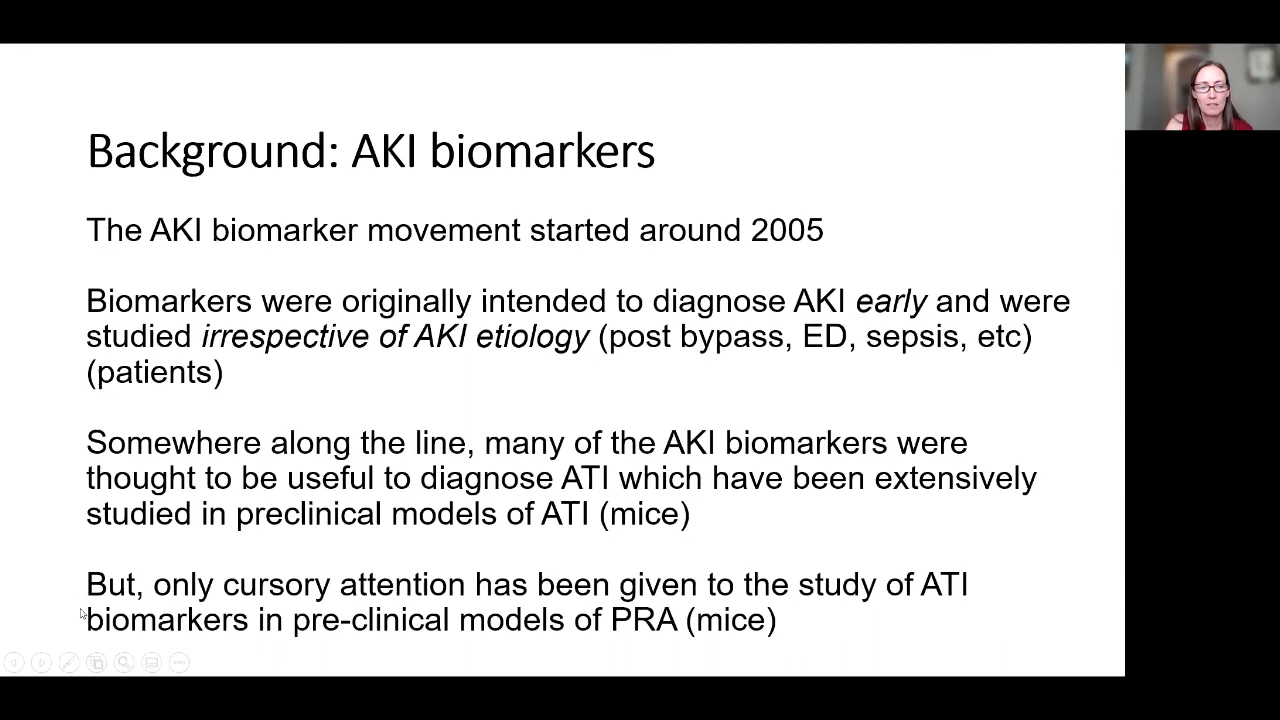 Background: AKI biomarkers
The AKI biomarker movement started around 2005
Biomarkers were originally intended to diagnose AKI early and were
studied irrespective of AKI etiology (post bypass, ED, sepsis, etc)
(patients)
Somewhere along the line, many of the AKI biomarkers were
thought to be useful to diagnose ATI which have been extensively
studied in preclinical models of ATI (mice)
But, only cursory attention has been given to the study of ATI
biomarkers in pre-clinical models of PRA (mice)